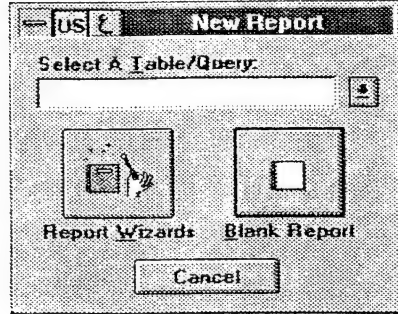 US ع New Report
Select A Table/Query:
Report Wizards Blank Report
Cancel